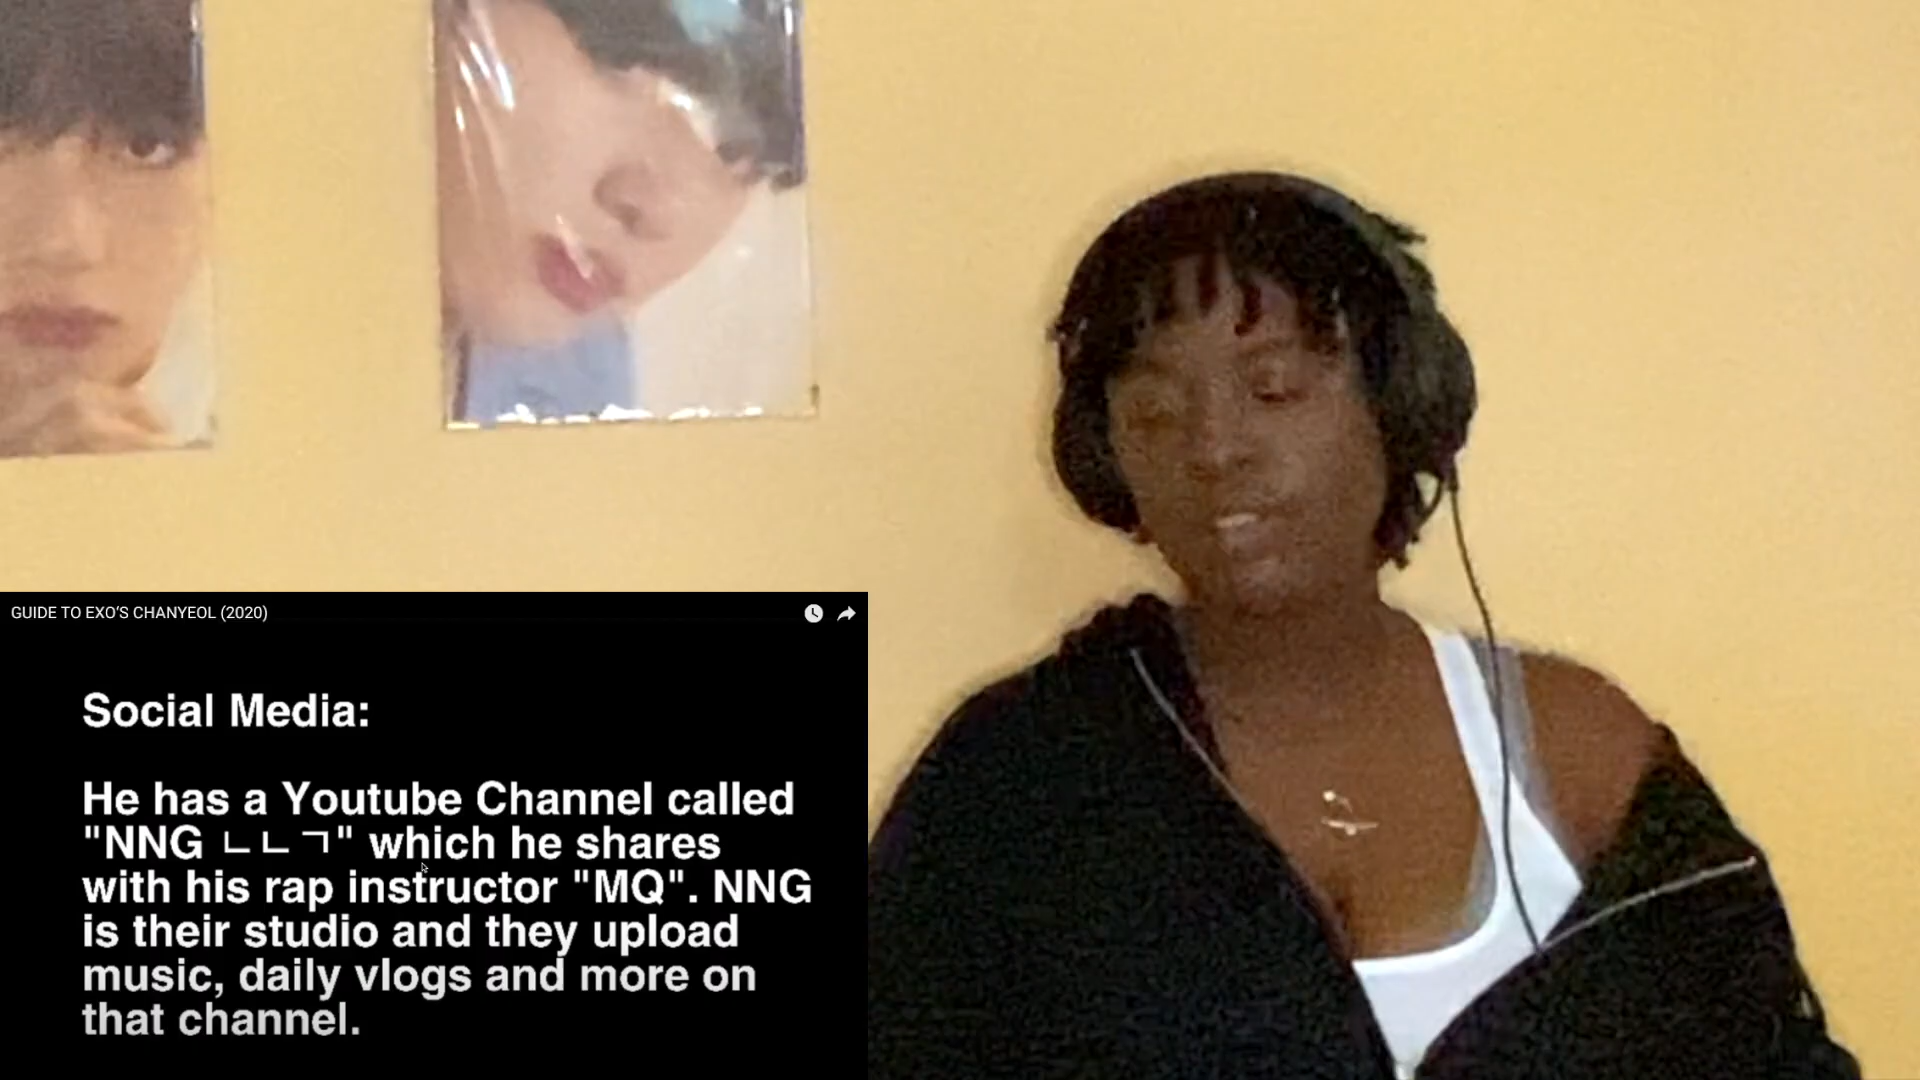 GUIDE TO EXO'S CHANYEOL (2020)
Social Media:
He has a Youtube Channel called
"NNG ㄴㄴㄱ" which he shares
with his rap instructor "MQ". NNG
is their studio and they upload
music, daily vlogs and more on
that channel.